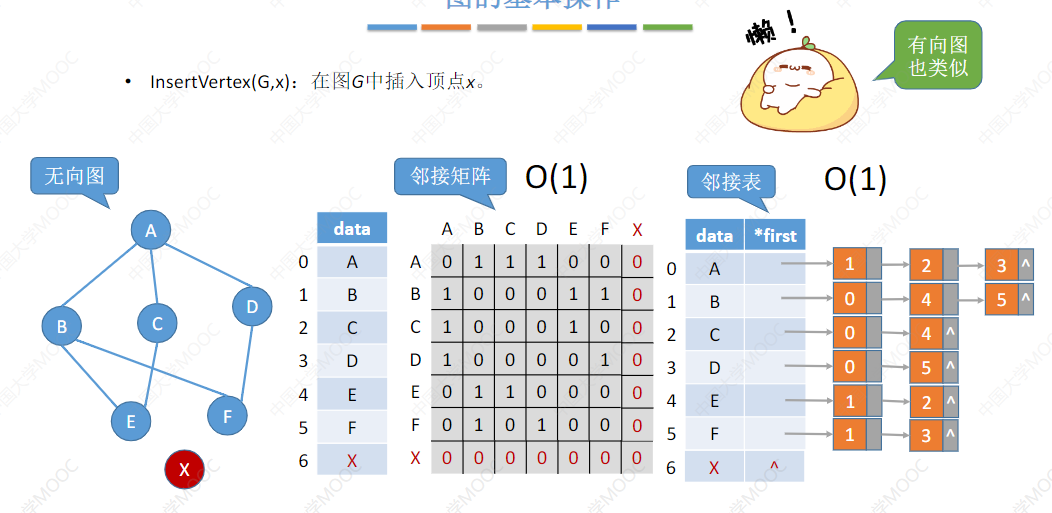 图的基本操作
懒！
有向图
也类似
• InsertVertex(G,x)：在图G中插入顶点x。
无向图
邻接矩阵 O(1)
邻接表 O(1)
A
B
C
D
E
F
X
data
0 A
1 B
2 C
3 D
4 E
5 F
6 X
A B C D E F X
A 0 1 1 1 0 0 0
B 1 0 0 0 1 1 0
C 1 0 0 0 1 0 0
D 1 0 0 0 0 1 0
E 0 1 1 0 0 0 0
F 0 1 0 1 0 0 0
X 0 0 0 0 0 0 0
data *first
0 A 1 2 3 ^
1 B 0 4 5 ^
2 C 0 4 ^
3 D 0 5 ^
4 E 1 2 ^
5 F 1 3 ^
6 X ^
中国大学MOOC